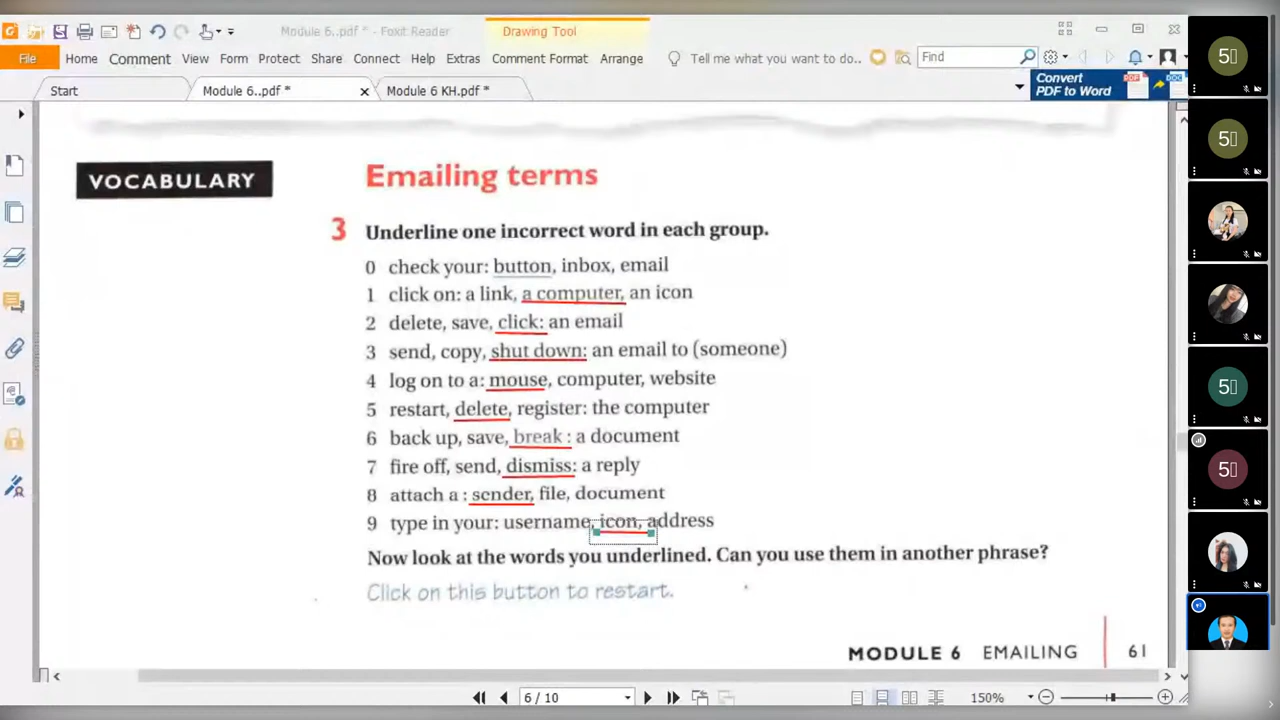 Module 6..pdf * - Foxit Reader
Drawing Tool
File Home Comment View Form Protect Share Connect Help Extras Comment Format Arrange Tell me what you want to do.. Find
Start Module 6..pdf * Module 6 KH.pdf *
Convert
PDF to Word
VOCABULARY
Emailing terms
3 Underline one incorrect word in each group.
0 check your: button, inbox, email
1 click on: a link, a computer, an icon
2 delete, save, click: an email
3 send, copy, shut down: an email to (someone)
4 log on to a: mouse, computer, website
5 restart, delete, register: the computer
6 back up, save, break : a document
7 fire off, send, dismiss: a reply
8 attach a : sender, file, document
9 type in your: username, icon, address
Now look at the words you underlined. Can you use them in another phrase?
Click on this button to restart.
MODULE 6 EMAILING 61
6 / 10
150%
5
5
5
5